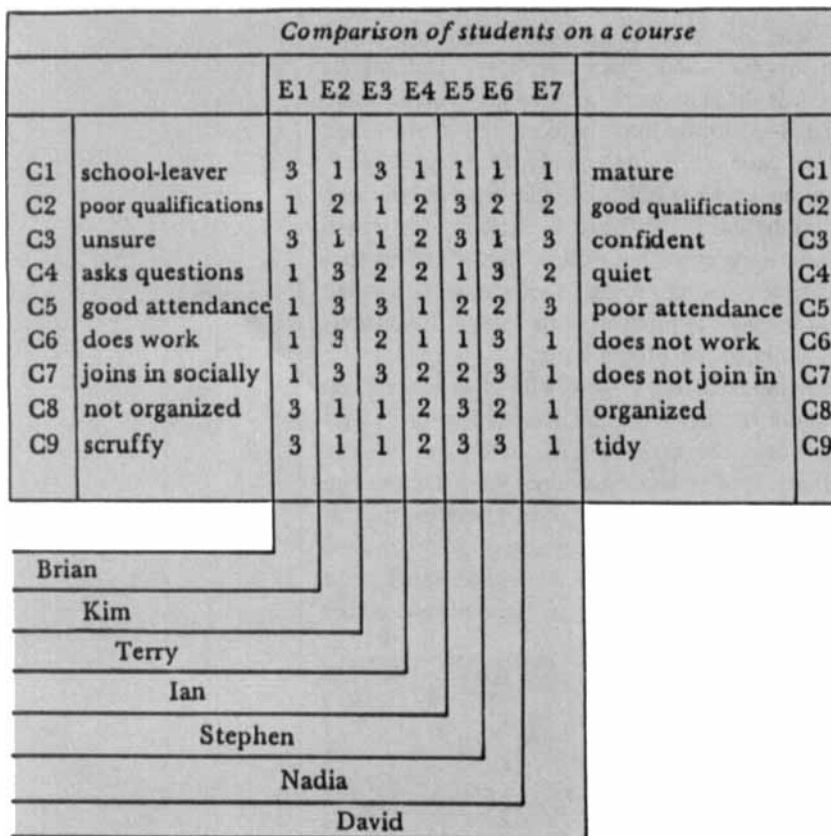 Comparison of students on a course
E1 E2 E3 E4 E5 E6 E7
C1 school-leaver 3 1 3 1 1 1 1 mature C1
C2 poor qualifications 1 2 1 2 3 2 2 good qualifications C2
C3 unsure 3 1 1 2 3 1 3 confident C3
C4 asks questions 1 3 2 2 1 3 2 quiet C4
C5 good attendance 1 3 3 1 2 2 3 poor attendance C5
C6 does work 1 3 2 1 1 3 1 does not work C6
C7 joins in socially 1 3 3 2 2 3 1 does not join in C7
C8 not organized 3 1 1 2 3 2 1 organized C8
C9 scruffy 3 1 1 2 3 3 1 tidy C9
Brian
Kim
Terry
Ian
Stephen
Nadia
David